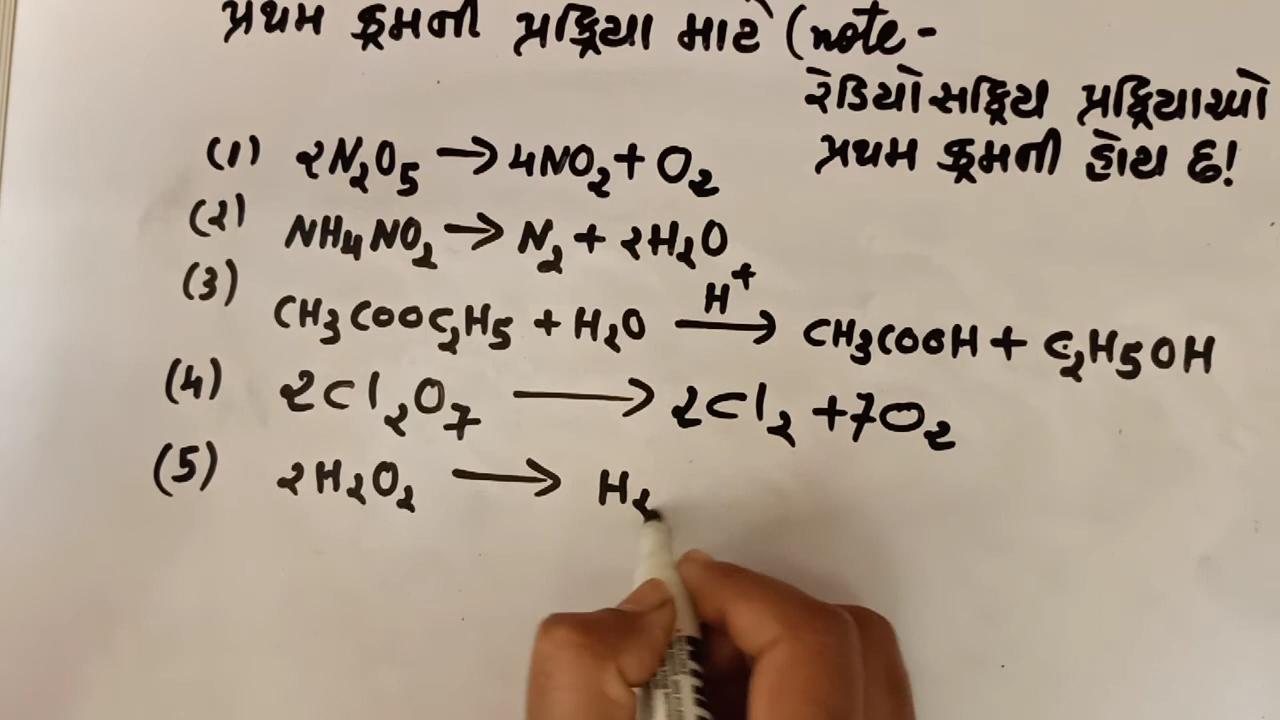 પ્રથમ ક્રમની પ્રક્રિયા માટે (note -
રેડિયોસક્રિય પ્રક્રિયાઓ
પ્રથમ ક્રમની હોય છે!
(1) 2N₂O₅ → 4NO₂ + O₂
(2) NH₄NO₂ → N₂ + 2H₂O
(3) CH₃COOC₂H₅ + H₂O H⁺→ CH₃COOH + C₂H₅OH
(4) 2Cl₂O₇ → 2Cl₂ + 7O₂
(5) 2H₂O₂ → H₂